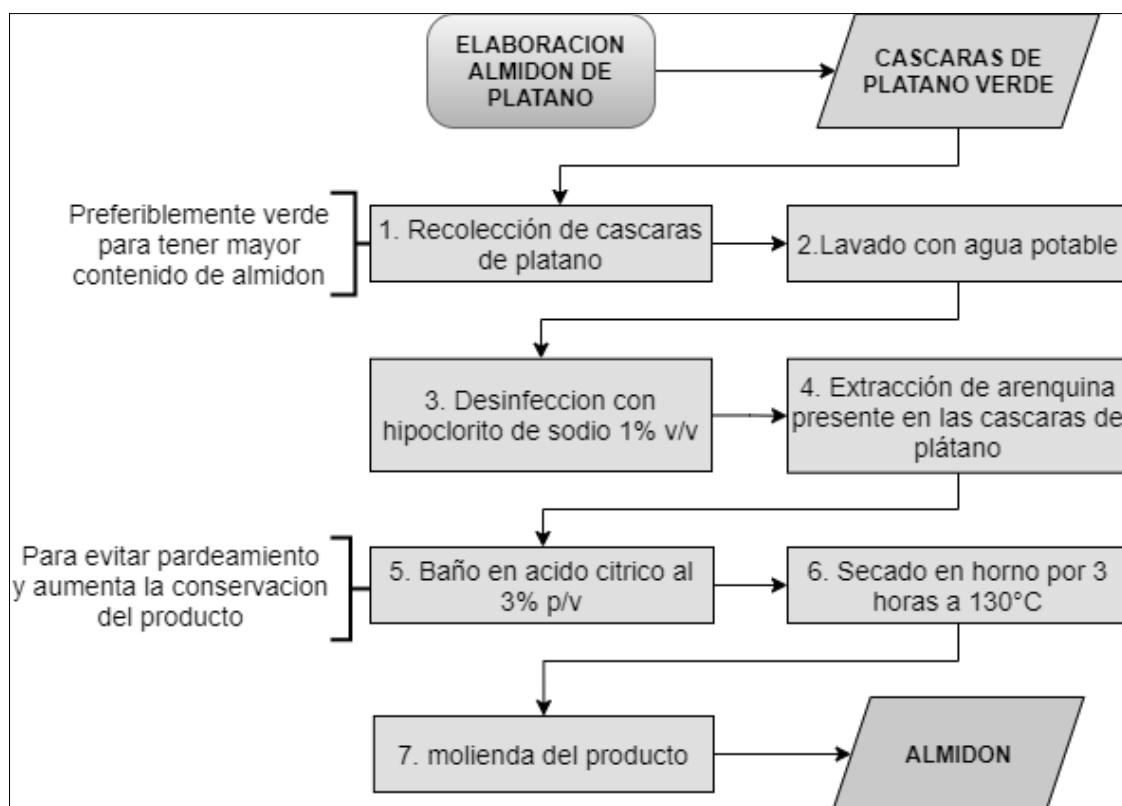 ELABORACION
ALMIDON DE
PLATANO
CASCARAS DE
PLATANO VERDE
Preferiblemente verde
para tener mayor
contenido de almidon
1. Recolección de cascaras
de platano
2.Lavado con agua potable
3. Desinfeccion con
hipoclorito de sodio 1% v/v
4. Extracción de arenquina
presente en las cascaras de
plátano
Para evitar pardeamiento
y aumenta la conservacion
del producto
5. Baño en acido citrico al
3% p/v
6. Secado en horno por 3
horas a 130°C
7. molienda del producto
ALMIDON